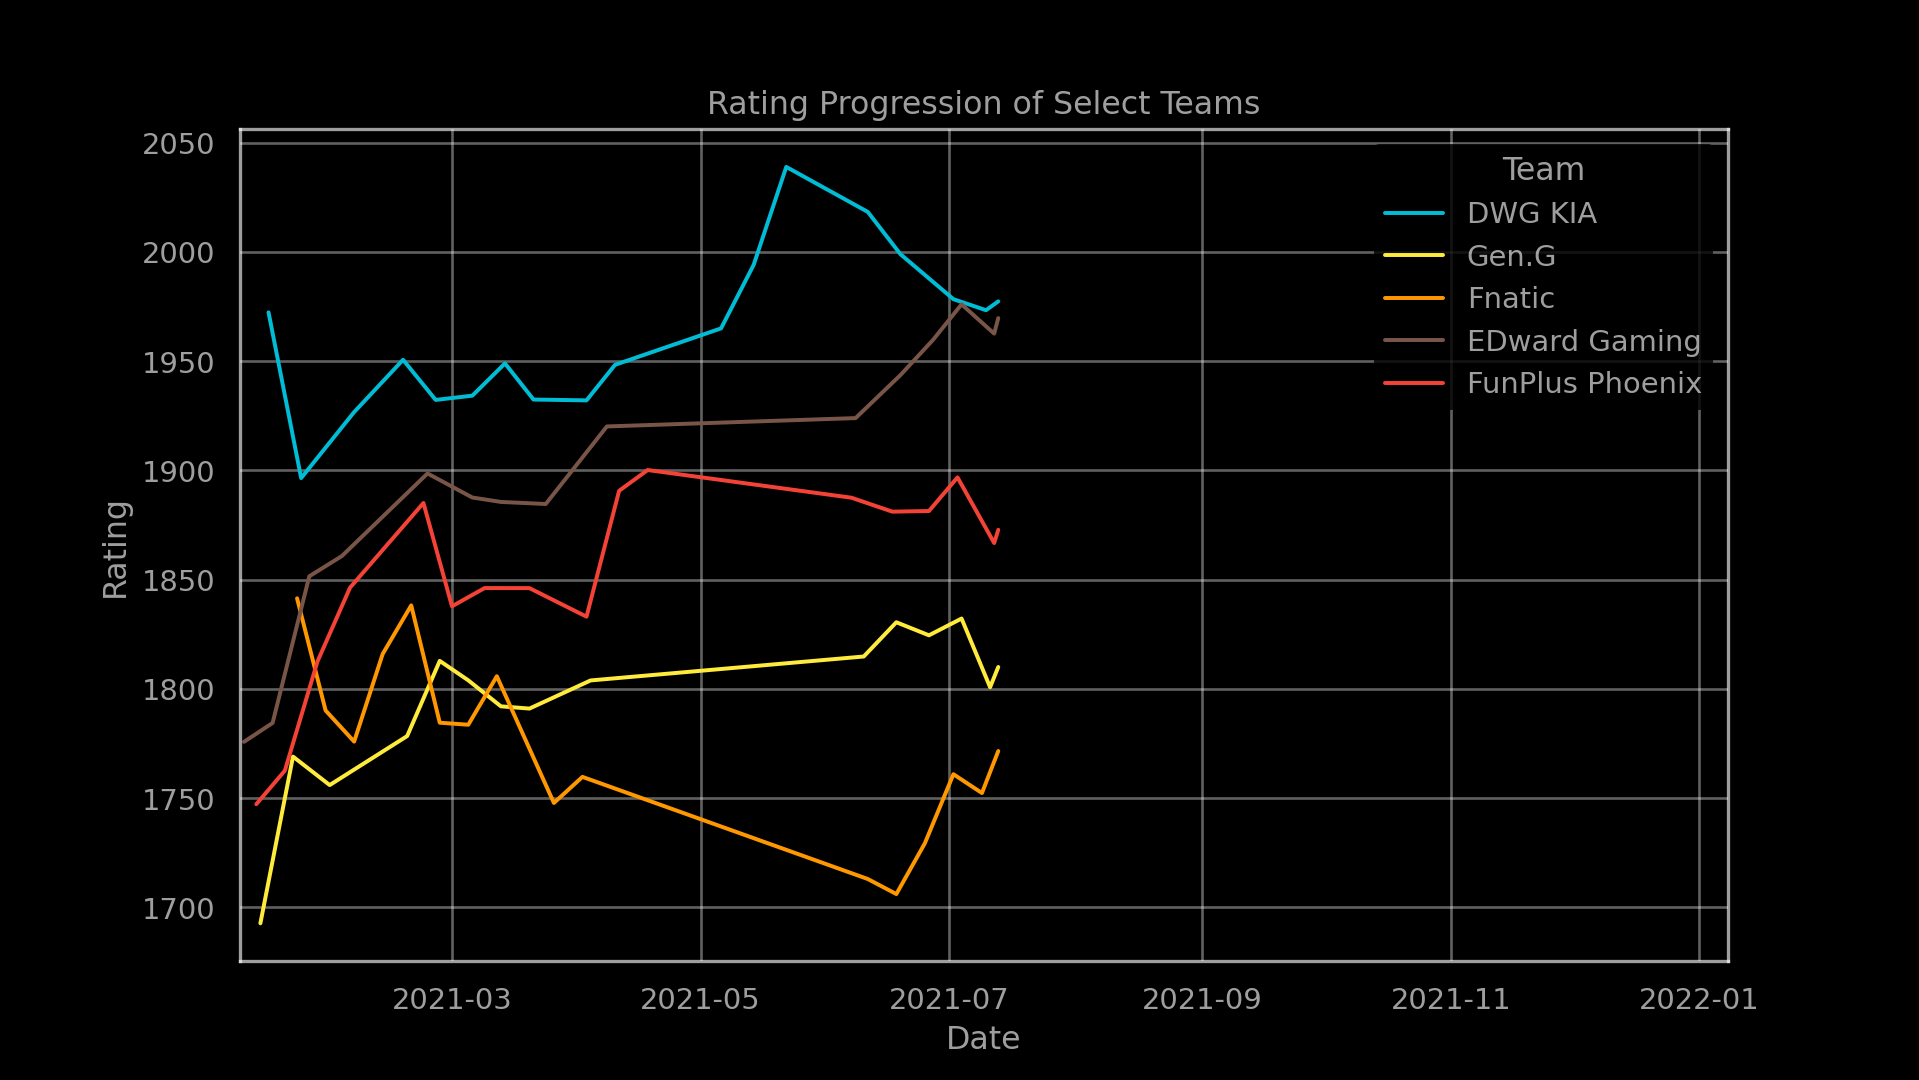 Rating Progression of Select Teams
2050
2000
1950
1900
1850
1800
1750
1700
Rating
Team
DWG KIA
Gen.G
Fnatic
EDward Gaming
FunPlus Phoenix
2021-03
2021-05
2021-07
2021-09
2021-11
2022-01
Date